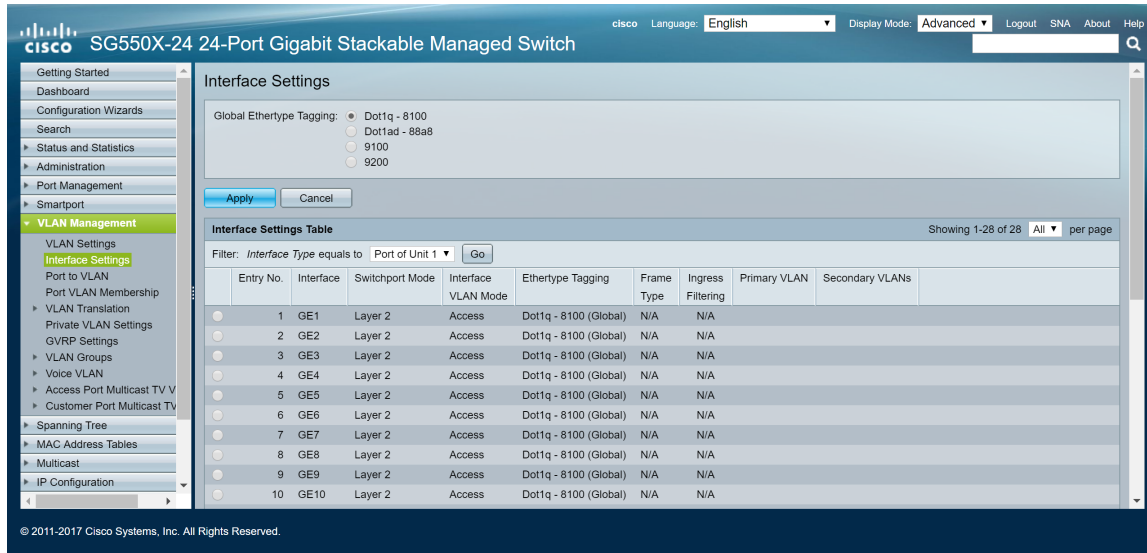 cisco Language: English Display Mode: Advanced Logout SNA About Help
CISCO SG550X-24 24-Port Gigabit Stackable Managed Switch
Getting Started
Dashboard
Configuration Wizards
Search
Status and Statistics
Administration
Port Management
Smartport
VLAN Management
VLAN Settings
Interface Settings
Port to VLAN
Port VLAN Membership
VLAN Translation
Private VLAN Settings
GVRP Settings
VLAN Groups
Voice VLAN
Access Port Multicast TV V
Customer Port Multicast TV
Spanning Tree
MAC Address Tables
Multicast
IP Configuration
Interface Settings
Global Ethertype Tagging: Dot1q - 8100
Dot1ad - 88a8
9100
9200
Apply Cancel
Interface Settings Table Showing 1-28 of 28 All per page
Filter: Interface Type equals to Port of Unit 1 Go
Entry No. Interface Switchport Mode Interface Ethertype Tagging Frame Ingress Primary VLAN Secondary VLANs
VLAN Mode Type Filtering
1 GE1 Layer 2 Access Dot1q - 8100 (Global) N/A N/A
2 GE2 Layer 2 Access Dot1q - 8100 (Global) N/A N/A
3 GE3 Layer 2 Access Dot1q - 8100 (Global) N/A N/A
4 GE4 Layer 2 Access Dot1q - 8100 (Global) N/A N/A
5 GE5 Layer 2 Access Dot1q - 8100 (Global) N/A N/A
6 GE6 Layer 2 Access Dot1q - 8100 (Global) N/A N/A
7 GE7 Layer 2 Access Dot1q - 8100 (Global) N/A N/A
8 GE8 Layer 2 Access Dot1q - 8100 (Global) N/A N/A
9 GE9 Layer 2 Access Dot1q - 8100 (Global) N/A N/A
10 GE10 Layer 2 Access Dot1q - 8100 (Global) N/A N/A
© 2011-2017 Cisco Systems, Inc. All Rights Reserved.